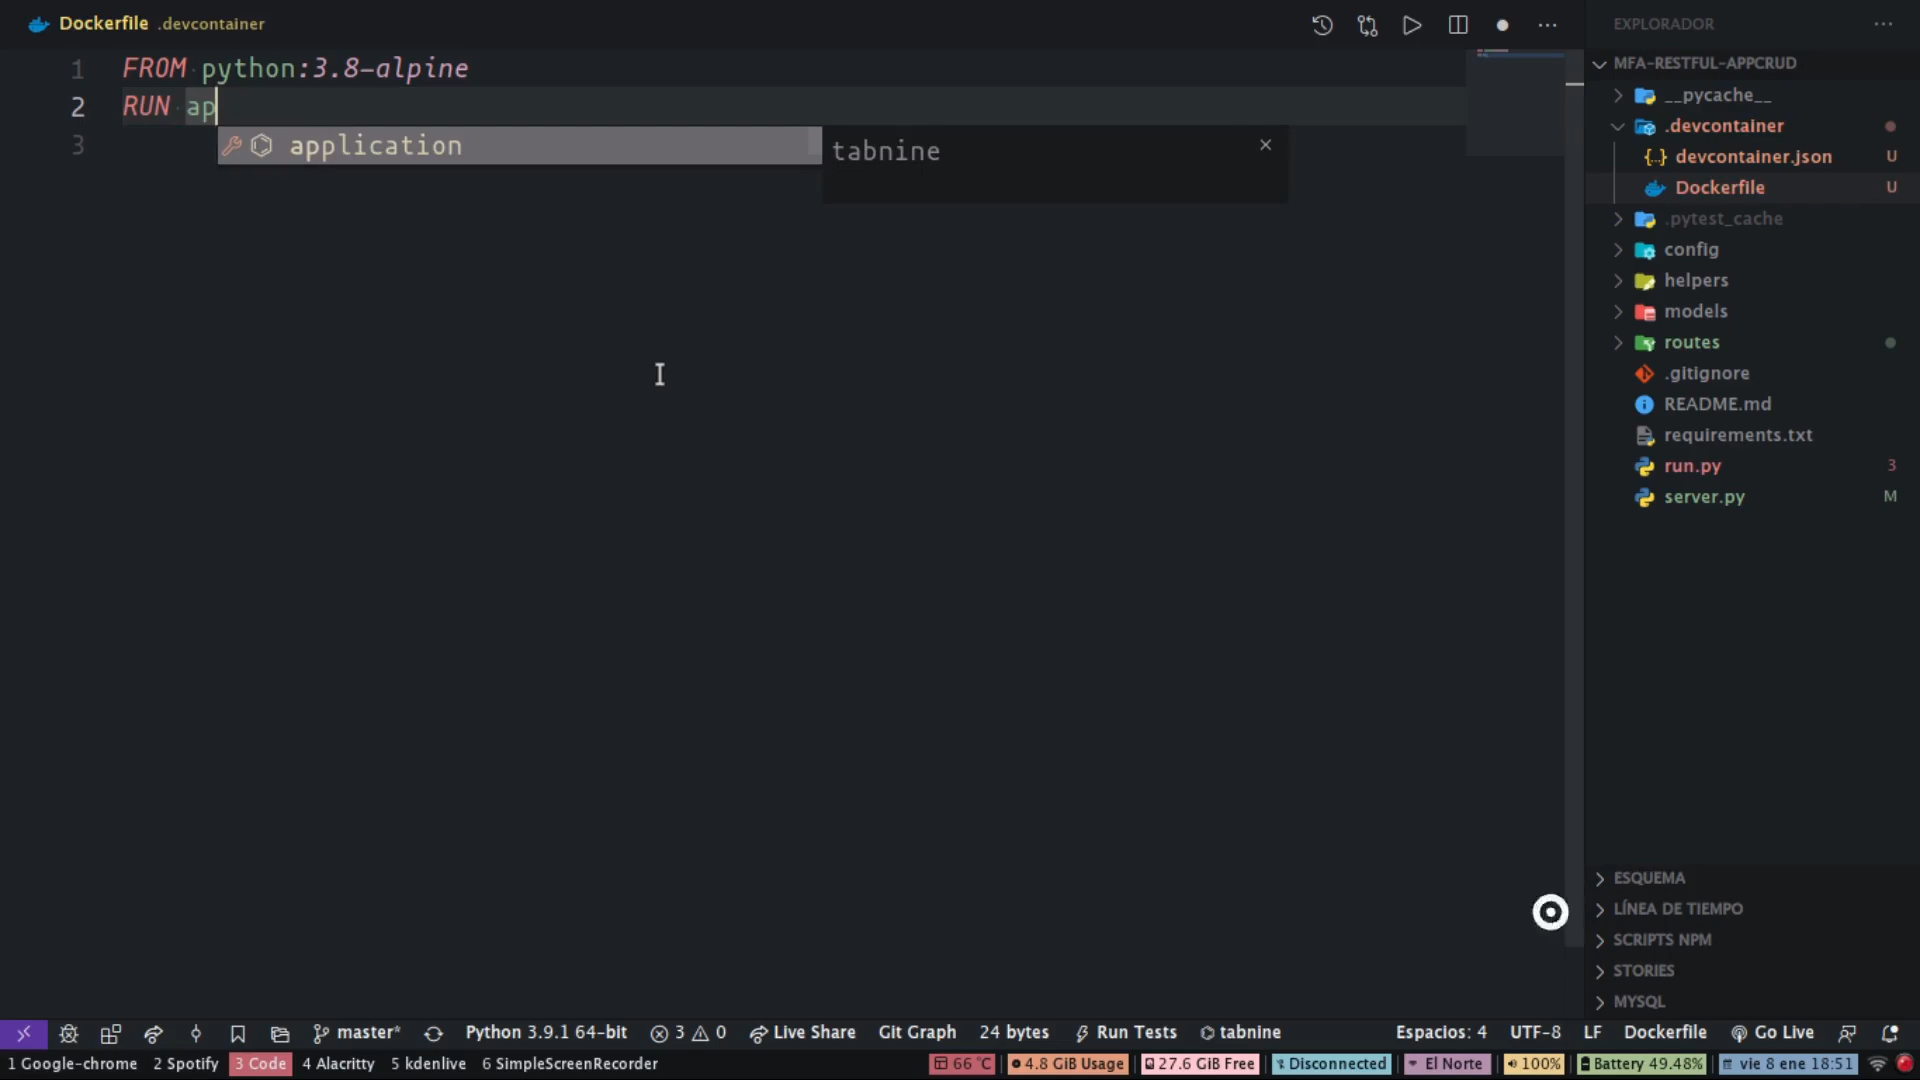 Dockerfile .devcontainer
1 FROM python:3.8-alpine
2 RUN ap
3
application
tabnine
EXPLORADOR
MFA-RESTFUL-APPCRUD
__pycache__
.devcontainer
{..} devcontainer.json U
Dockerfile U
.pytest_cache
config
helpers
models
routes
.gitignore
README.md
requirements.txt
run.py 3
server.py M
ESQUEMA
LÍNEA DE TIEMPO
SCRIPTS NPM
STORIES
MYSQL
master* Python 3.9.1 64-bit 3 0 Live Share Git Graph 24 bytes Run Tests tabnine Espacios: 4 UTF-8 LF Dockerfile Go Live
1 Google-chrome 2 Spotify 3 Code 4 Alacritty 5 kdenlive 6 SimpleScreenRecorder 66 °C 4.8 GiB Usage 27.6 GiB Free Disconnected El Norte 100% Battery 49.48% vie 8 ene 18:51